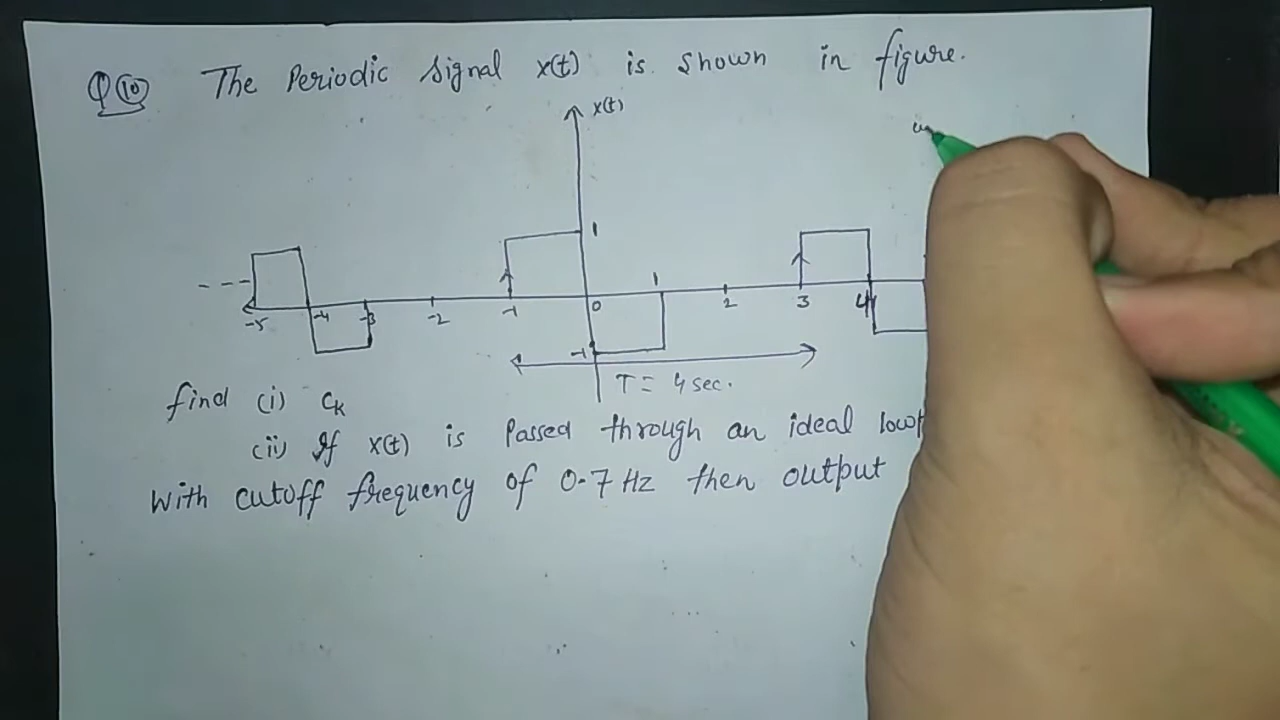 Q(10) The Periodic signal x(t) is shown in figure.
x(t)
1
-5 -4 -3 -2 -1 0 1 2 3 4
-1
T = 4 sec.
find (i) CK
(ii) If x(t) is Passed through an ideal
with cutoff frequency of 0.7 Hz then output